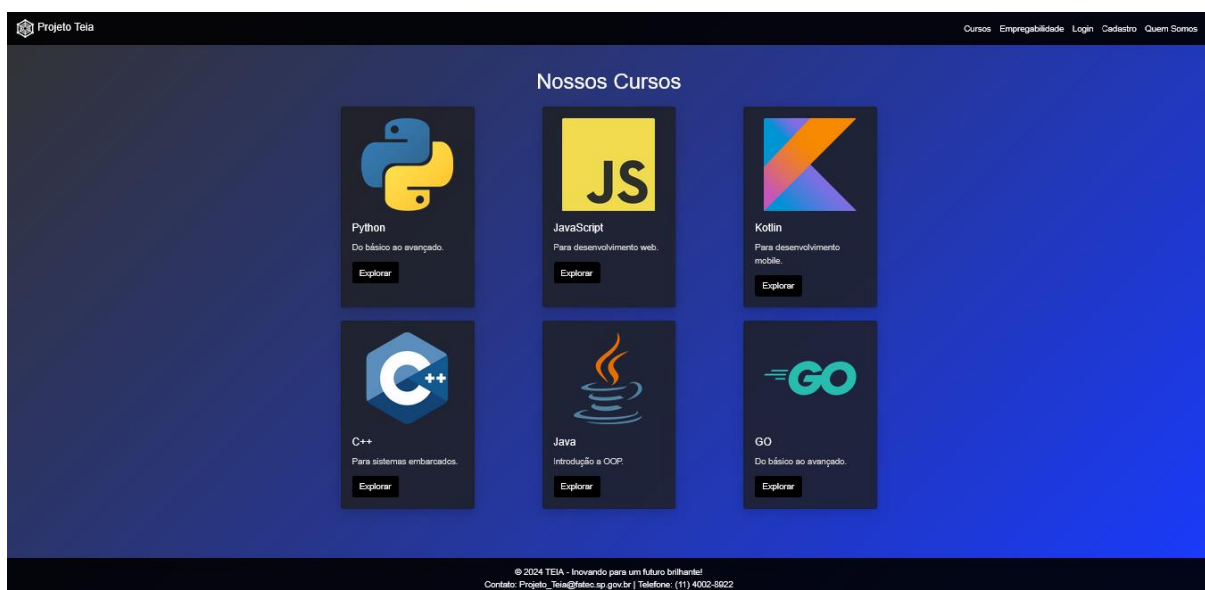 Projeto Teia
Cursos Empregabilidade Login Cadastro Quem Somos
Nossos Cursos
JS
Python
Do básico ao avançado.
Explorar
JavaScript
Para desenvolvimento web.
Explorar
Kotlin
Para desenvolvimento
mobile.
Explorar
C++
C++
Para sistemas embarcados.
Explorar
Java
Introdução a OOP.
Explorar
GO
GO
Do básico ao avançado.
Explorar
© 2024 TEIA - Inovando para um futuro brilhante!
Contato: Projeto_Teia@fatec.sp.gov.br | Telefone: (11) 4002-8922